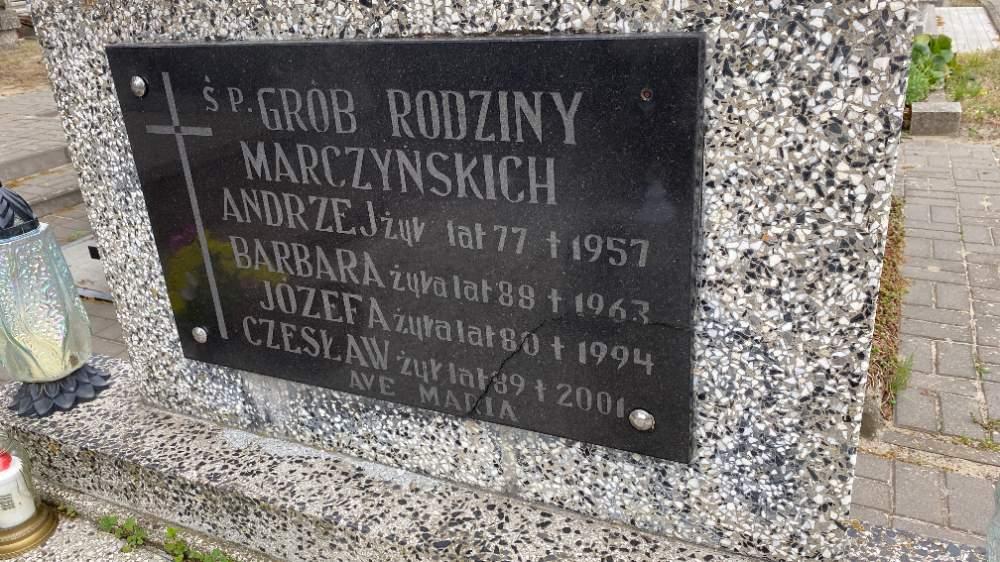 Ś P. GRÓB RODZINY
MARCZYŃSKICH
ANDRZEJ żył lat 77 † 1957
BARBARA żyła lat 88 † 1963
JÓZEFA żyła lat 80 † 1994
CZESŁAW żył lat 89 † 2001
AVE MARIA